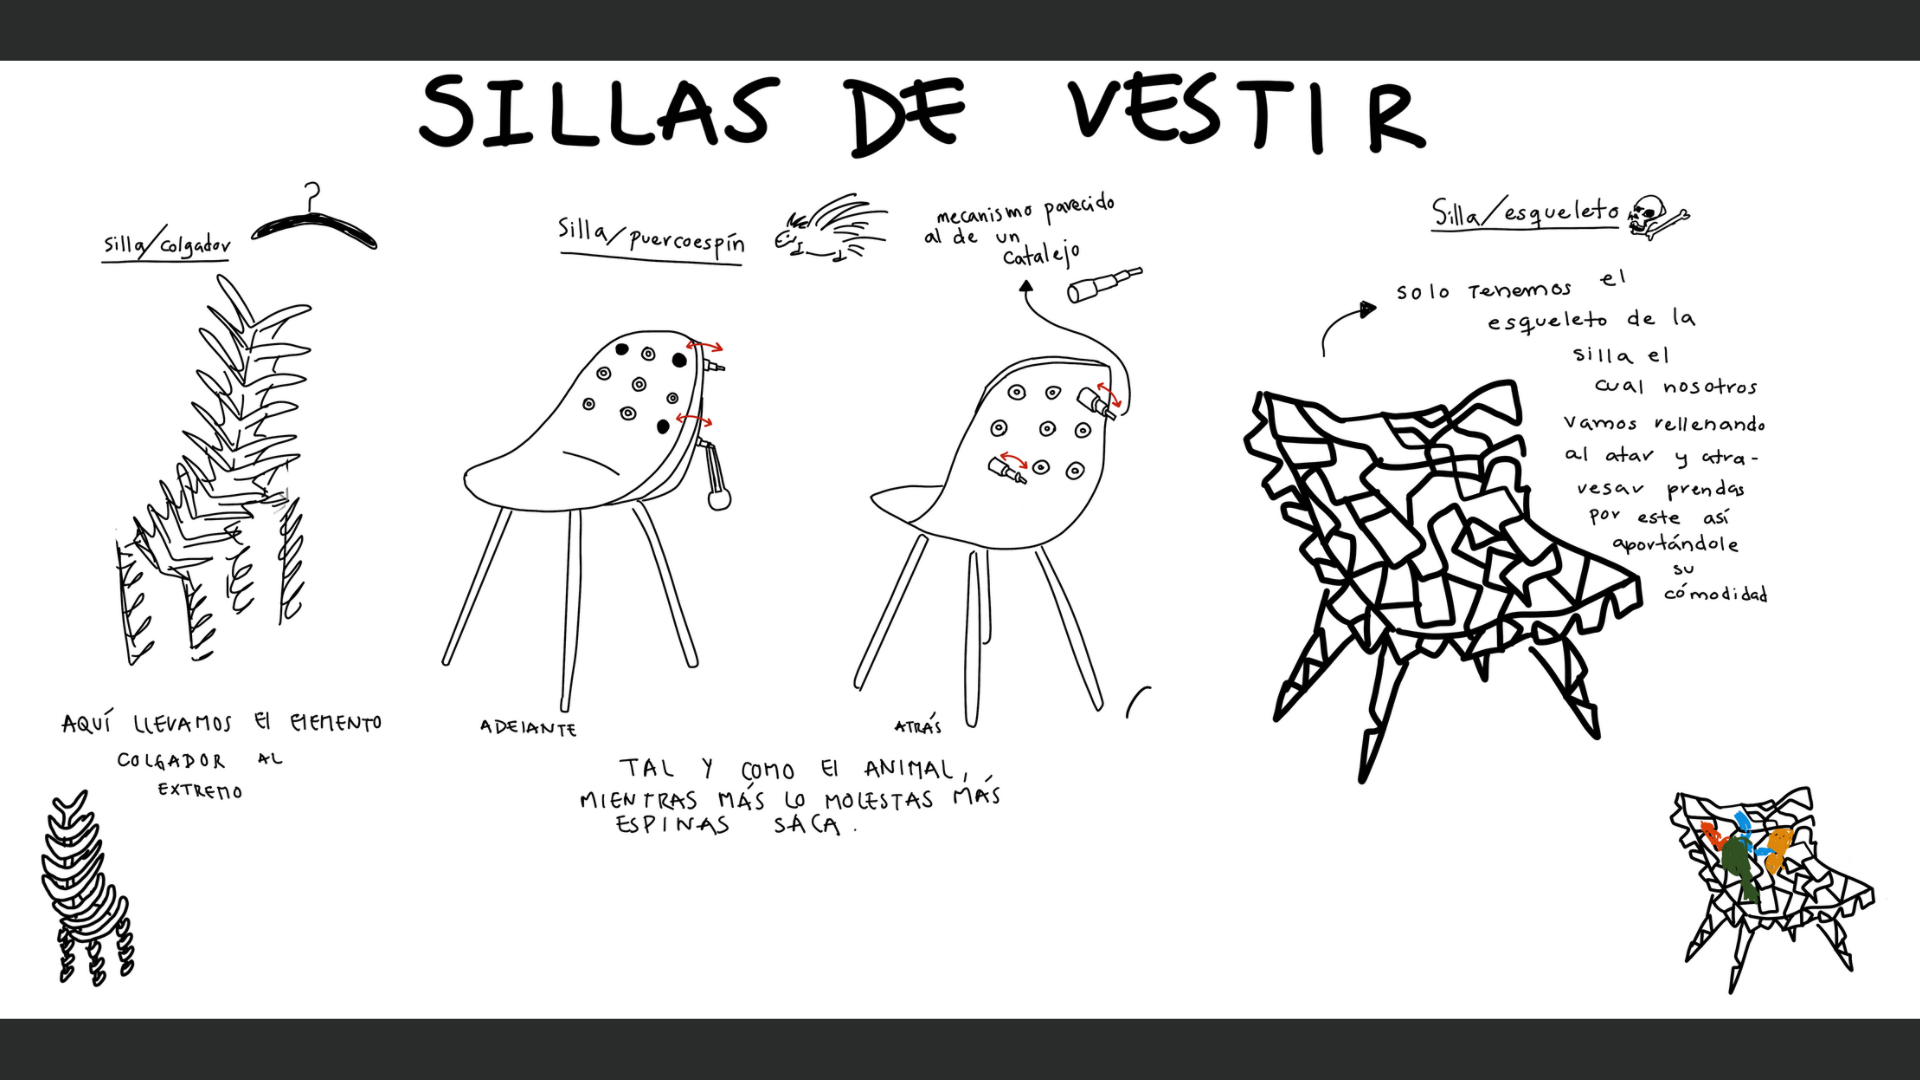 SILLAS DE VESTIR
Silla/colgador
AQUÍ LLEVAMOS El ElEMENTO
COLGADOR AL
EXTREMO
Silla/puercoespín
mecanismo parecido
al de un
catalejo
ADElANTE
ATRÁS
TAL Y COMO El ANIMAL,
MIENTRAS MÁS LO MOLESTAS MÁS
ESPINAS SACA.
Silla/esqueleto
solo Tenemos el
esqueleto de la
silla el
cual nosotros
vamos rellenando
al atar y atra-
vesar prendas
por este así
aportándole
su
cómodidad